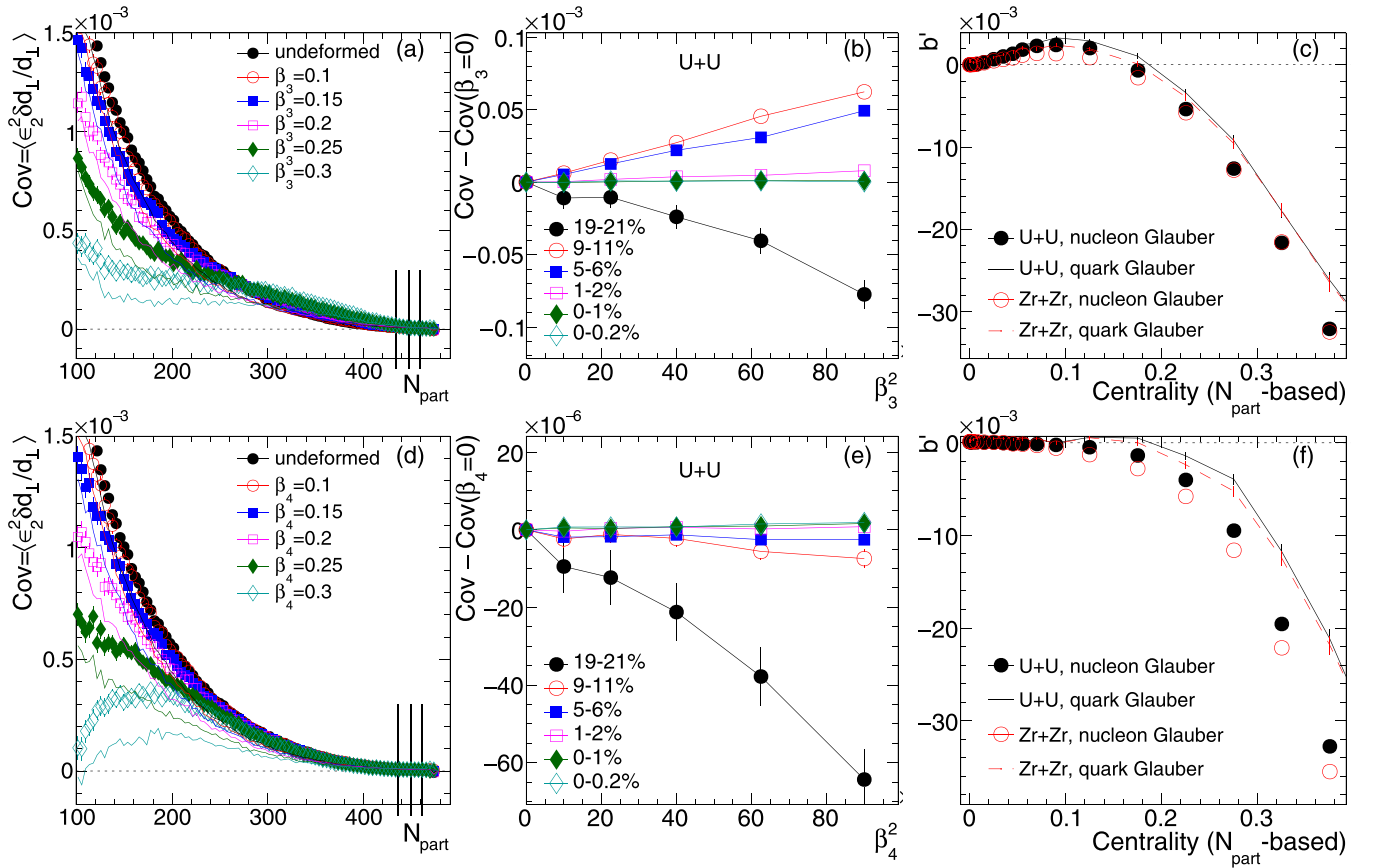 ×10⁻³
Cov=⟨ϵ₂²δd⊥/d⊥⟩
1.5
1
0.5
0
100
200
300
400
N_part
(a)
undeformed
β₃=0.1
β₃=0.15
β₃=0.2
β₃=0.25
β₃=0.3
×10⁻³
Cov − Cov(β₃=0)
0.1
0.05
0
−0.05
−0.1
U+U
(b)
19-21%
9-11%
5-6%
1-2%
0-1%
0-0.2%
0
20
40
60
80
β₃²
×10⁻³
b'
0
−10
−20
−30
(c)
U+U, nucleon Glauber
U+U, quark Glauber
Zr+Zr, nucleon Glauber
Zr+Zr, quark Glauber
0
0.1
0.2
0.3
Centrality (N_part-based)
×10⁻³
Cov=⟨ϵ₂²δd⊥/d⊥⟩
1.5
1
0.5
0
100
200
300
400
N_part
(d)
undeformed
β₄=0.1
β₄=0.15
β₄=0.2
β₄=0.25
β₄=0.3
×10⁻⁶
Cov − Cov(β₄=0)
20
0
−20
−40
−60
U+U
(e)
19-21%
9-11%
5-6%
1-2%
0-1%
0-0.2%
0
20
40
60
80
β₄²
×10⁻³
b'
0
−10
−20
−30
(f)
U+U, nucleon Glauber
U+U, quark Glauber
Zr+Zr, nucleon Glauber
Zr+Zr, quark Glauber
0
0.1
0.2
0.3
Centrality (N_part-based)